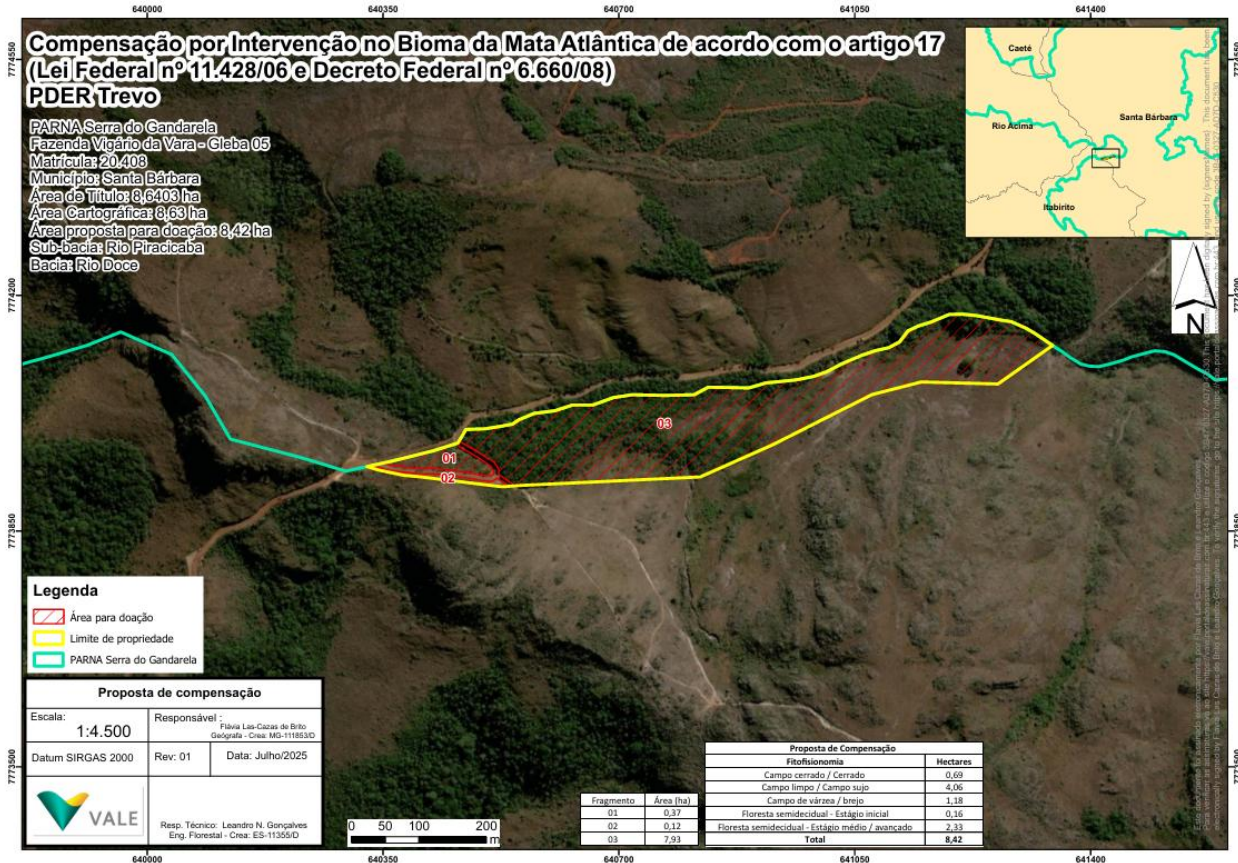 640000 640350 640700 641050 641400
7774550
7774550
Compensação por Intervenção no Bioma da Mata Atlântica de acordo com o artigo 17
(Lei Federal nº 11.428/06 e Decreto Federal nº 6.660/08)
PDER Trevo
PARNA Serra do Gandarela
Fazenda Vigário da Vara - Gleba 05
Matrícula: 20.408
Município: Santa Bárbara
Área de Título: 8,6403 ha
Área Cartográfica: 8,63 ha
Área proposta para doação: 8,42 ha
Sub-bacia: Rio Piracicaba
Bacia: Rio Doce
Caeté
Santa Bárbara
Rio Acima
Itabirito
N
7774200
7774200
01
02
03
7773850
7773850
Legenda
Área para doação
Limite de propriedade
PARNA Serra do Gandarela
Proposta de compensação
Escala:
1:4.500
Responsável :
Flávia Las-Cazas de Brito
Geógrafa - Crea: MG-111853/D
Datum SIRGAS 2000
Rev: 01
Data: Julho/2025
VALE
Resp. Técnico: Leandro N. Gonçalves
Eng. Florestal - Crea: ES-11355/D
0 50 100 200
m
Fragmento Área (ha)
01 0,37
02 0,12
03 7,93
Proposta de Compensação
Fitofisionomia Hectares
Campo cerrado / Cerrado 0,69
Campo limpo / Campo sujo 4,06
Campo de várzea / brejo 1,18
Floresta semidecidual - Estágio inicial 0,16
Floresta semidecidual - Estágio médio / avançado 2,33
Total 8,42
7773500
7773500
640000 640350 640700 641050 641400